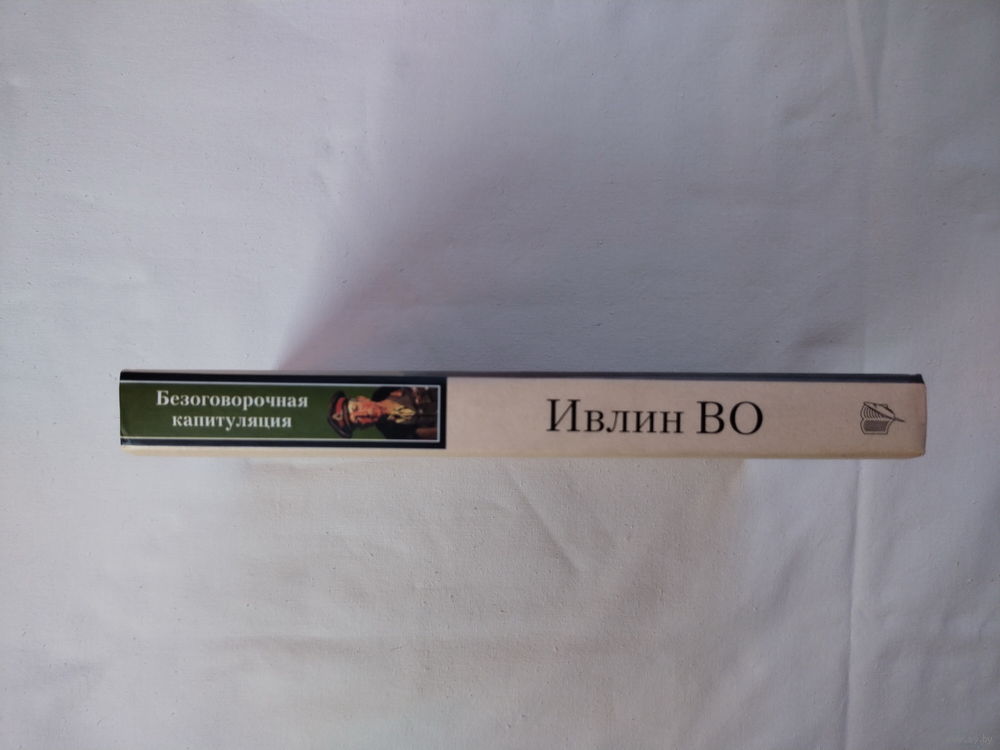 Безоговорочная
капитуляция
Ивлин ВО